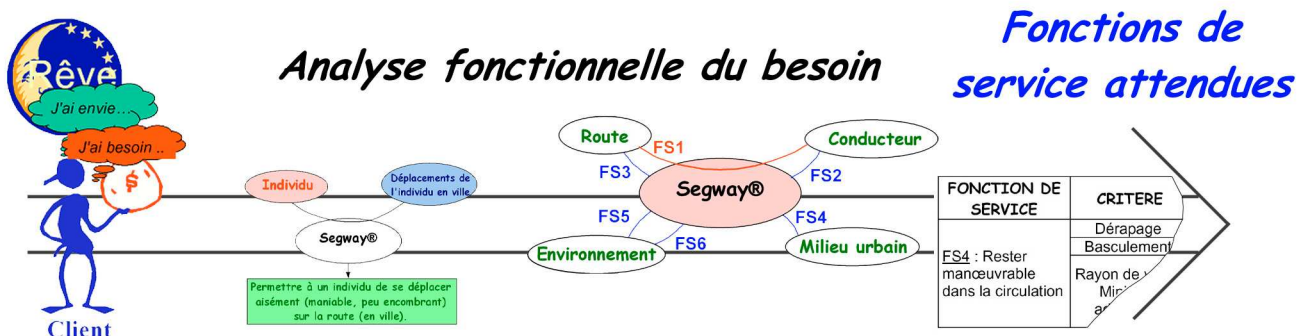 Rêve
J'ai envie...
J'ai besoin ..
$
Client
Analyse fonctionnelle du besoin
Individu
Déplacements de
l'individu en ville
Segway®
Permettre à un individu de se déplacer
aisément (maniable, peu encombrant)
sur la route (en ville).
Route
FS1
Conducteur
FS3
FS2
Segway®
FS5
FS4
FS6
Environnement
Milieu urbain
Fonctions de
service attendues
FONCTION DE
SERVICE
CRITERE
FS4 : Rester
manœuvrable
dans la circulation
Dérapage
Basculement
Rayon de